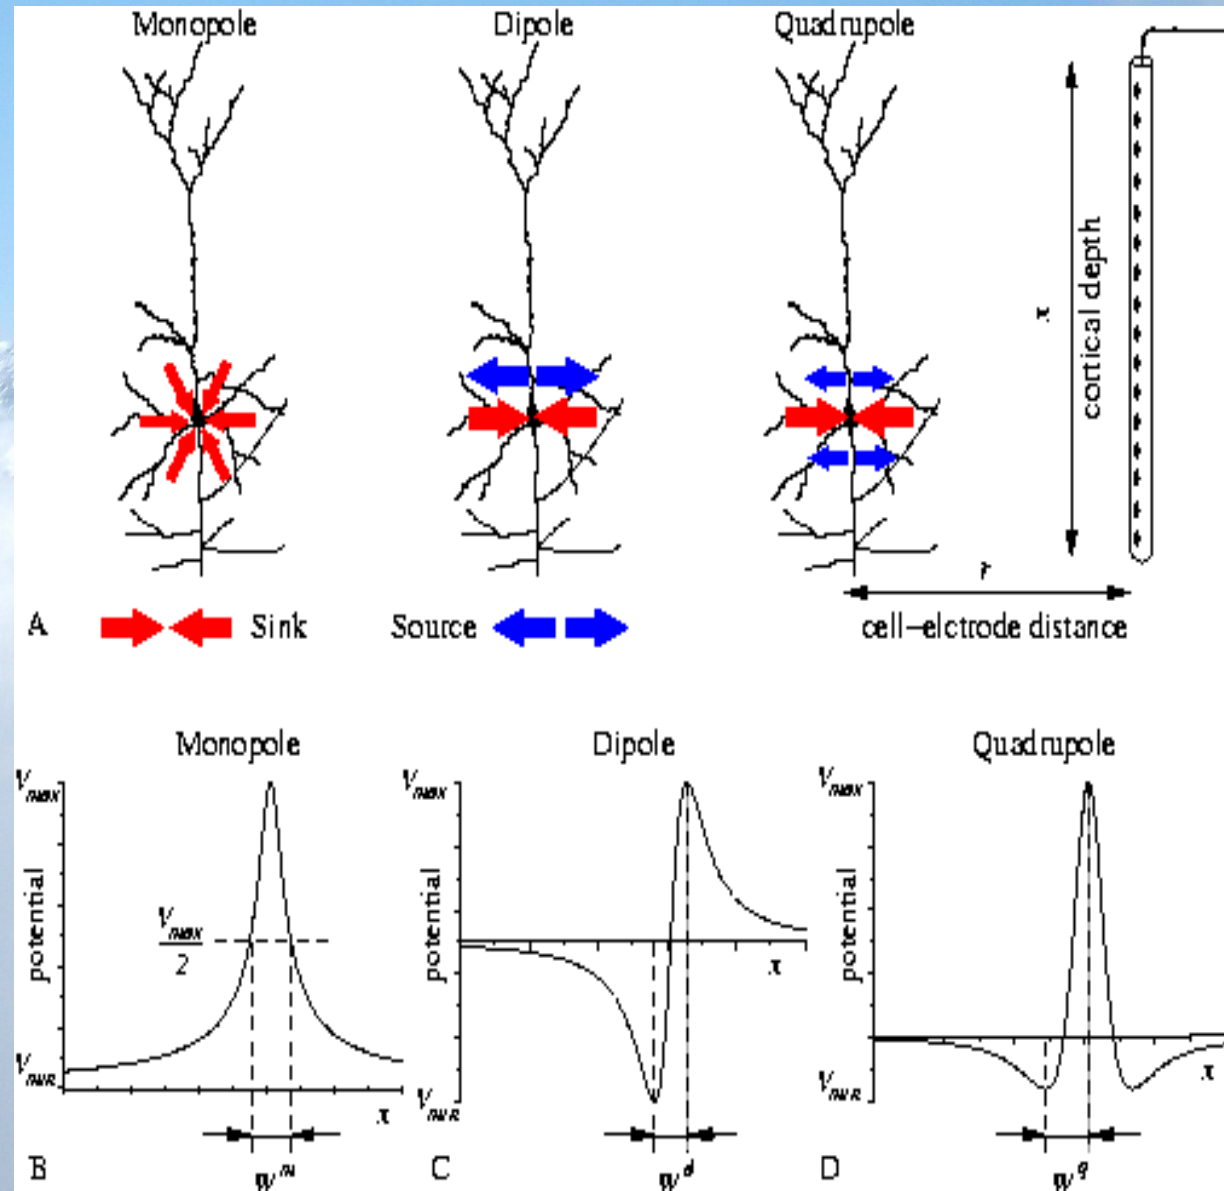 Monopole Dipole Quadrupole
x
cortical depth
r
A Sink Source cell-elctrode distance
Monopole Dipole Quadrupole
Vmax Vmax Vmax
potential potential potential
Vmax
2
x x x
Vmin Vmin Vmin
B w^m C w^d D w^q